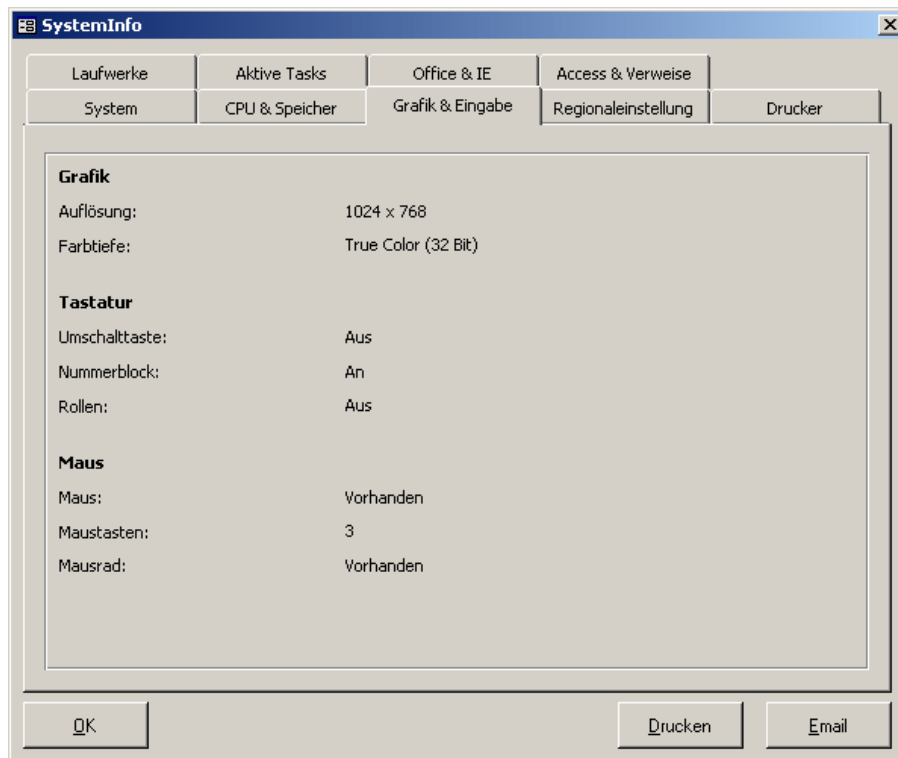 SystemInfo
Laufwerke Aktive Tasks Office & IE Access & Verweise
System CPU & Speicher Grafik & Eingabe Regionaleinstellung Drucker
Grafik
Auflösung: 1024 x 768
Farbtiefe: True Color (32 Bit)
Tastatur
Umschalttaste: Aus
Nummerblock: An
Rollen: Aus
Maus
Maus: Vorhanden
Maustasten: 3
Mausrad: Vorhanden
OK Drucken Email